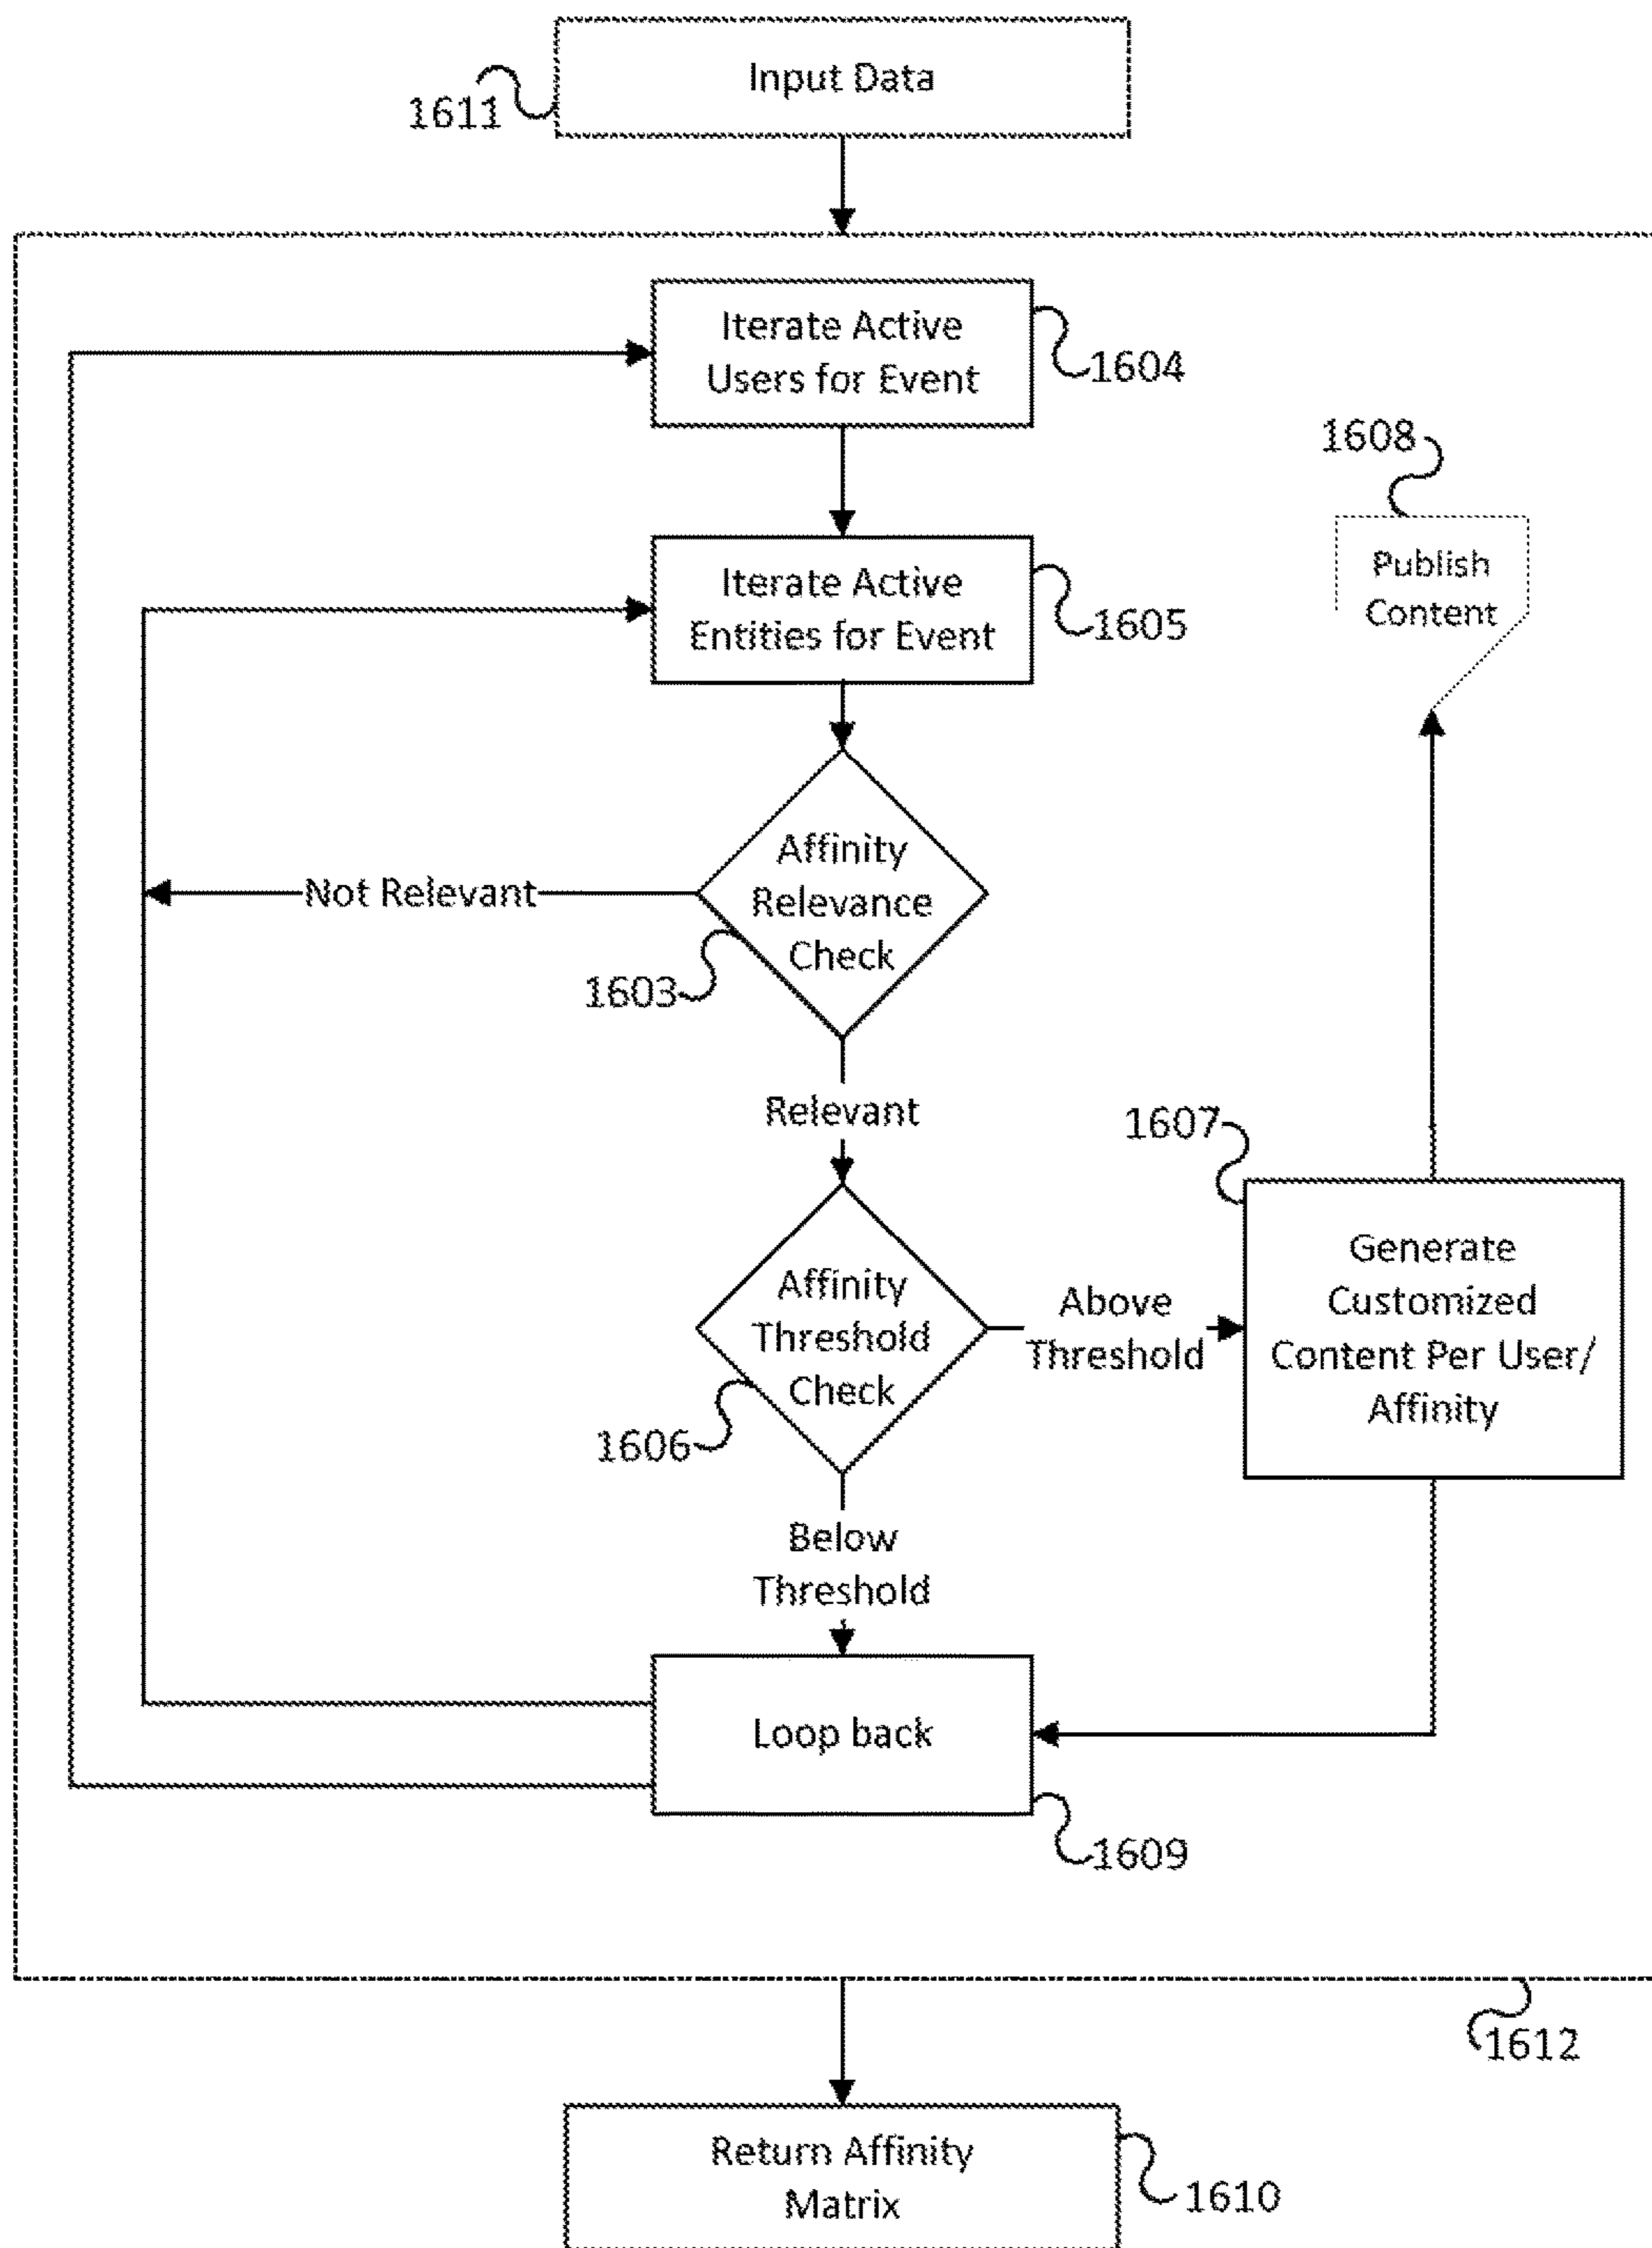 Input Data
1611
Iterate Active
Users for Event
1604
1608
Publish
Content
Iterate Active
Entities for Event
1605
Affinity
Relevance
Check
Not Relevant
1603
Relevant
1607
Generate
Customized
Content Per User/
Affinity
Affinity
Threshold
Check
Above
Threshold
1606
Below
Threshold
Loop back
1609
1612
Return Affinity
Matrix
1610